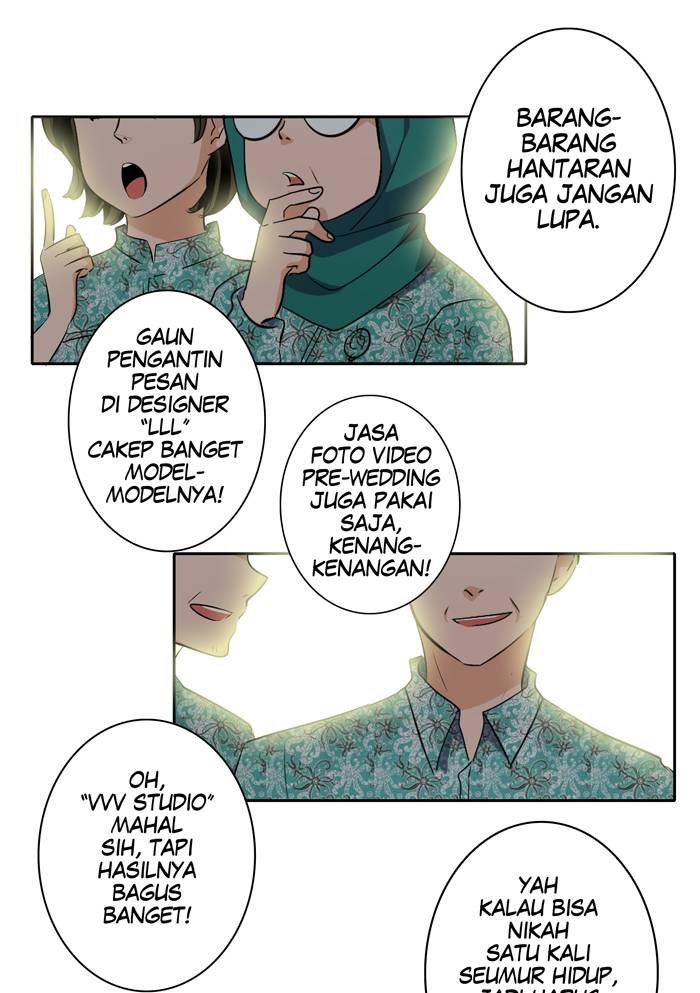 BARANG-
BARANG
HANTARAN
JUGA JANGAN
LUPA.
GAUN
PENGANTIN
PESAN
DI DESIGNER
"LLL"
CAKEP BANGET
MODEL-
MODELNYA!
JASA
FOTO VIDEO
PRE-WEDDING
JUGA PAKAI
SAJA,
KENANG-
KENANGAN!
OH,
"VVV STUDIO"
MAHAL
SIH, TAPI
HASILNYA
BAGUS
BANGET!
YAH
KALAU BISA
NIKAH
SATU KALI
SEUMUR HIDUP,